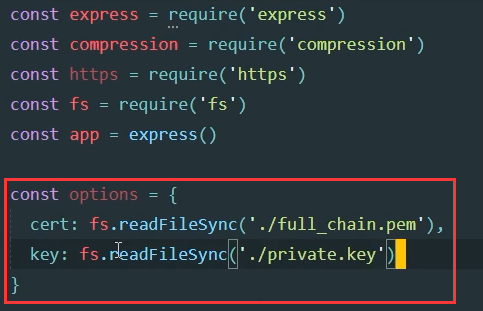 const express = require('express')
const compression = require('compression')
const https = require('https')
const fs = require('fs')
const app = express()
const options = {
cert: fs.readFileSync('./full_chain.pem'),
key: fs.readFileSync('./private.key')
}